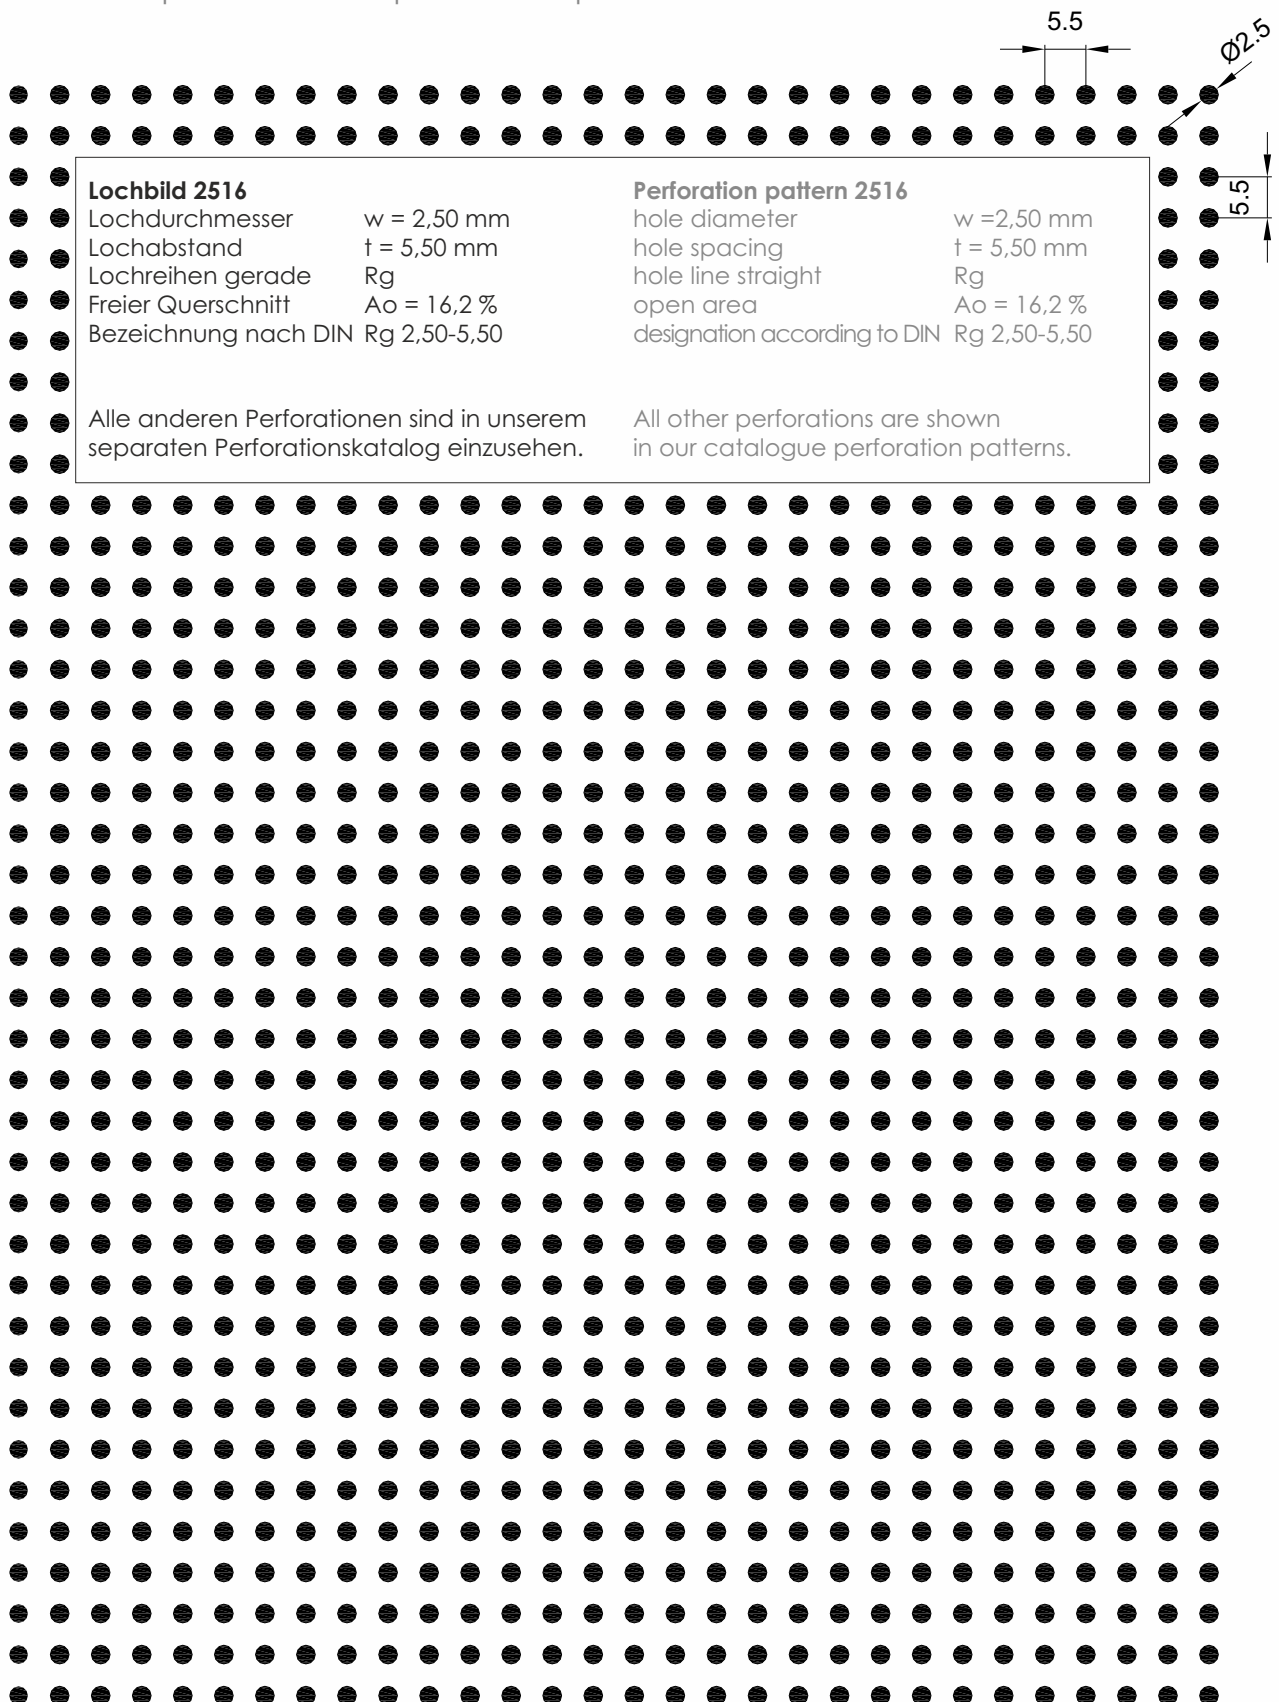 5.5
Ø2.5
5.5
Lochbild 2516
Lochdurchmesser w = 2,50 mm
Lochabstand t = 5,50 mm
Lochreihen gerade Rg
Freier Querschnitt Ao = 16,2 %
Bezeichnung nach DIN Rg 2,50-5,50
Alle anderen Perforationen sind in unserem
separaten Perforationskatalog einzusehen.
Perforation pattern 2516
hole diameter w =2,50 mm
hole spacing t = 5,50 mm
hole line straight Rg
open area Ao = 16,2 %
designation according to DIN Rg 2,50-5,50
All other perforations are shown
in our catalogue perforation patterns.